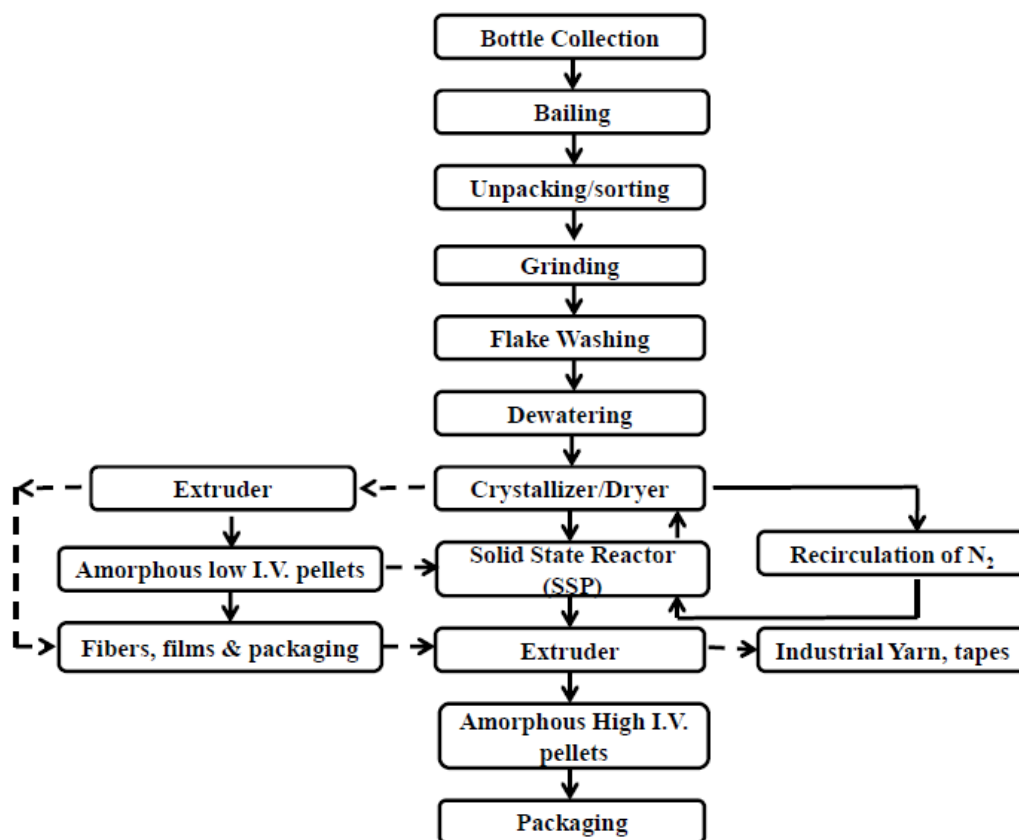 Bottle Collection
Bailing
Unpacking/sorting
Grinding
Flake Washing
Dewatering
Extruder
Crystallizer/Dryer
Amorphous low I.V. pellets
Solid State Reactor
(SSP)
Recirculation of N₂
Fibers, films & packaging
Extruder
Industrial Yarn, tapes
Amorphous High I.V.
pellets
Packaging